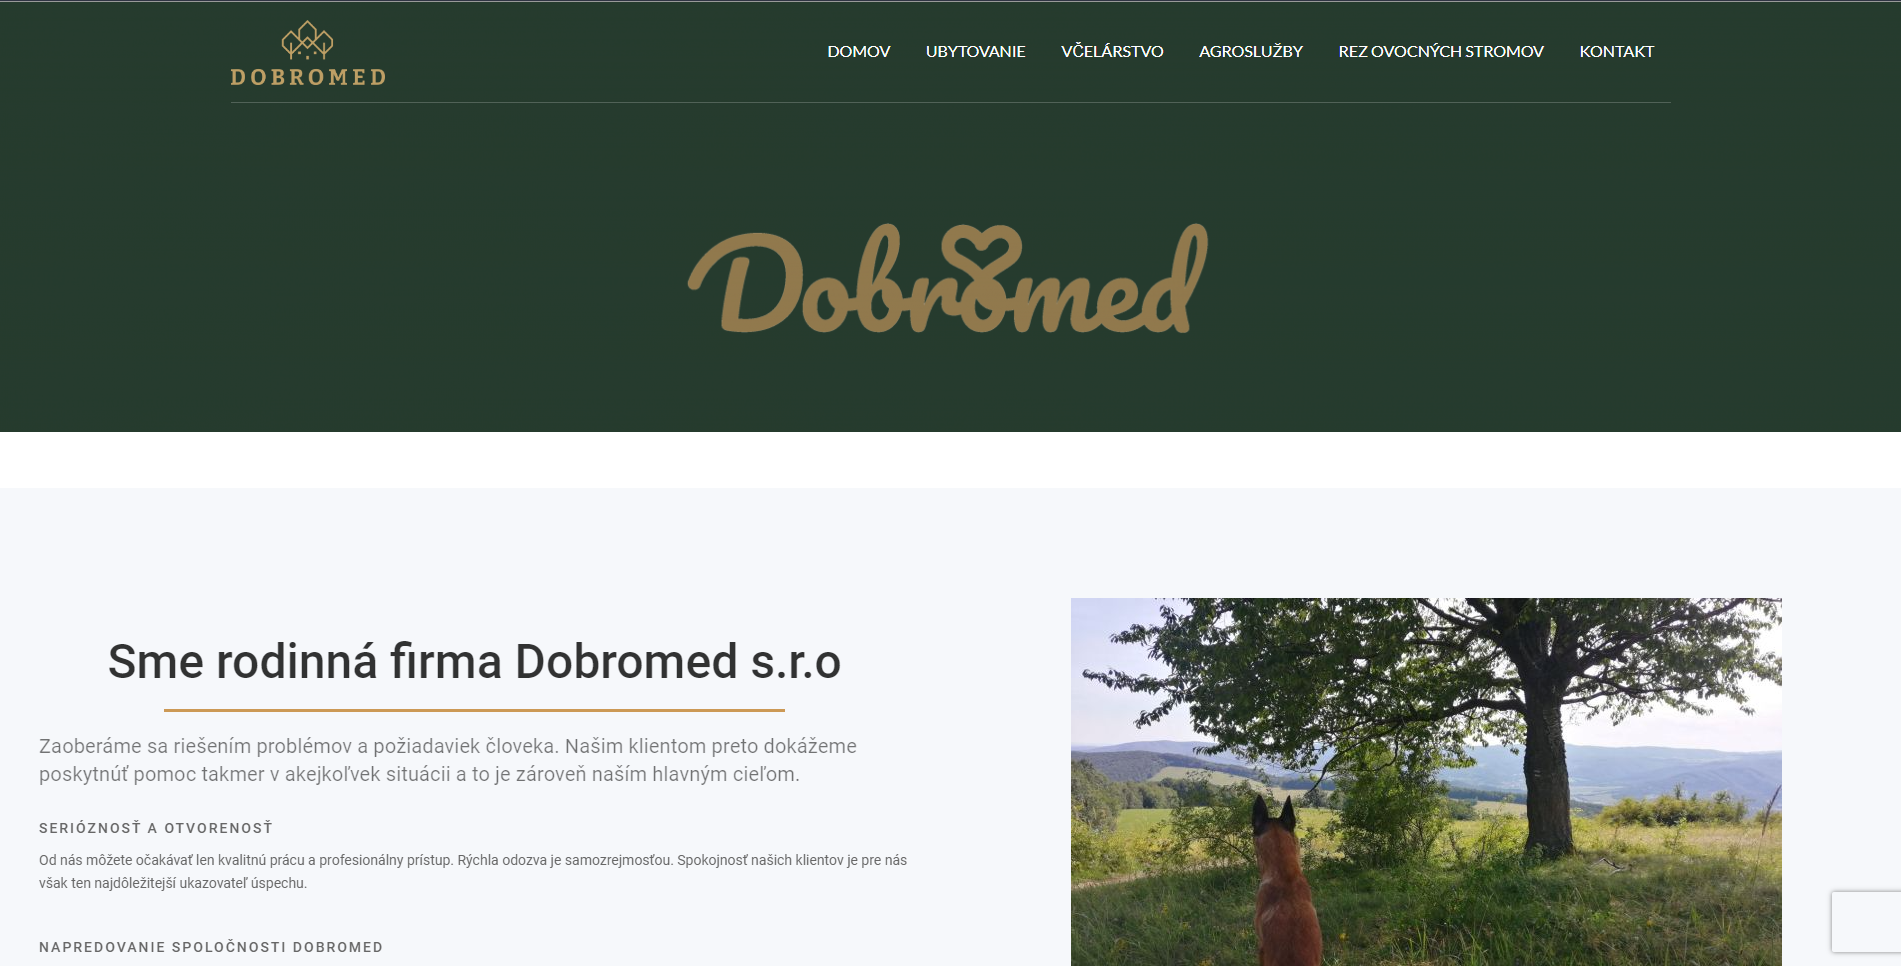 DOBROMED
DOMOV UBYTOVANIE VČELÁRSTVO AGROSLUŽBY REZ OVOCNÝCH STROMOV KONTAKT
Dobromed
Sme rodinná firma Dobromed s.r.o
Zaoberáme sa riešením problémov a požiadaviek človeka. Našim klientom preto dokážeme
poskytnúť pomoc takmer v akejkoľvek situácii a to je zároveň naším hlavným cieľom.
SERIÓZNOSŤ A OTVORENOSŤ
Od nás môžete očakávať len kvalitnú prácu a profesionálny prístup. Rýchla odozva je samozrejmosťou. Spokojnosť našich klientov je pre nás
však ten najdôležitejší ukazovateľ úspechu.
NAPREDOVANIE SPOLOČNOSTI DOBROMED